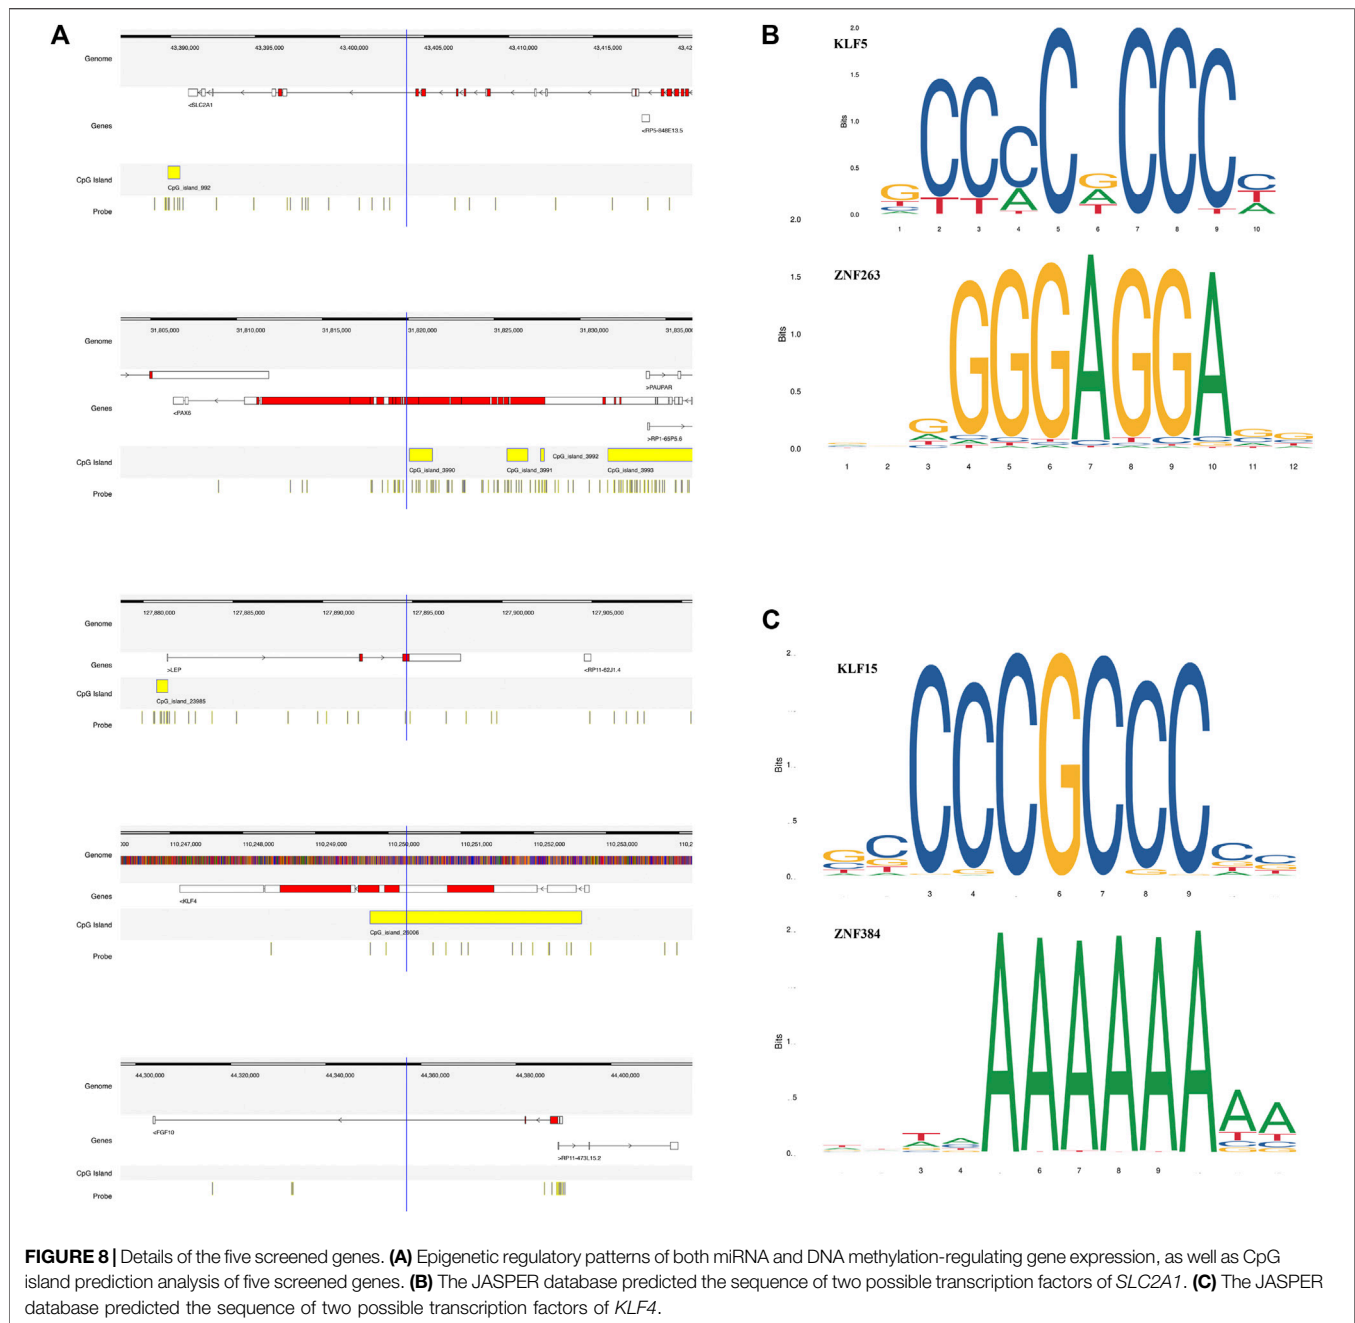 A
43,390,000 43,395,000 43,400,000 43,405,000 43,410,000 43,415,000 43,42
Genome
<SLC2A1
Genes
<RP5-848E13.5
CpG Island
CpG_island_992
Probe
31,805,000 31,810,000 31,815,000 31,820,000 31,825,000 31,830,000 31,835,000
Genome
>PAUPAR
Genes
<PAX6
>RP1-65P5.6
CpG Island
CpG_island_3990 CpG_island_3991 CpG_island_3992 CpG_island_3993
Probe
127,880,000 127,885,000 127,890,000 127,895,000 127,900,000 127,905,000
Genome
Genes
>LEP
<RP11-62J1.4
CpG Island
CpG_island_23985
Probe
000 110,247,000 110,248,000 110,249,000 110,250,000 110,251,000 110,252,000 110,253,000 110,2
Genome
Genes
<KLF4
CpG Island
Probe
44,300,000 44,320,000 44,340,000 44,360,000 44,380,000 44,400,000
Genome
<FGF10
Genes
>RP11-473L15.2
CpG Island
Probe
B
KLF5
2.0
1.5
1.0
0.5
0.0
Bits
1 2 3 4 5 6 7 8 9 10
ZNF263
2.0
1.5
1.0
0.5
0.0
Bits
1 2 3 4 5 6 7 8 9 10 11 12
C
KLF15
2..
1..
.5
0..
Bits
3 4 6 7 8 9
ZNF384
2..
1..
.5
0..
Bits
3 4 6 7 8 9
FIGURE 8 | Details of the five screened genes. (A) Epigenetic regulatory patterns of both miRNA and DNA methylation-regulating gene expression, as well as CpG
island prediction analysis of five screened genes. (B) The JASPER database predicted the sequence of two possible transcription factors of SLC2A1. (C) The JASPER
database predicted the sequence of two possible transcription factors of KLF4.